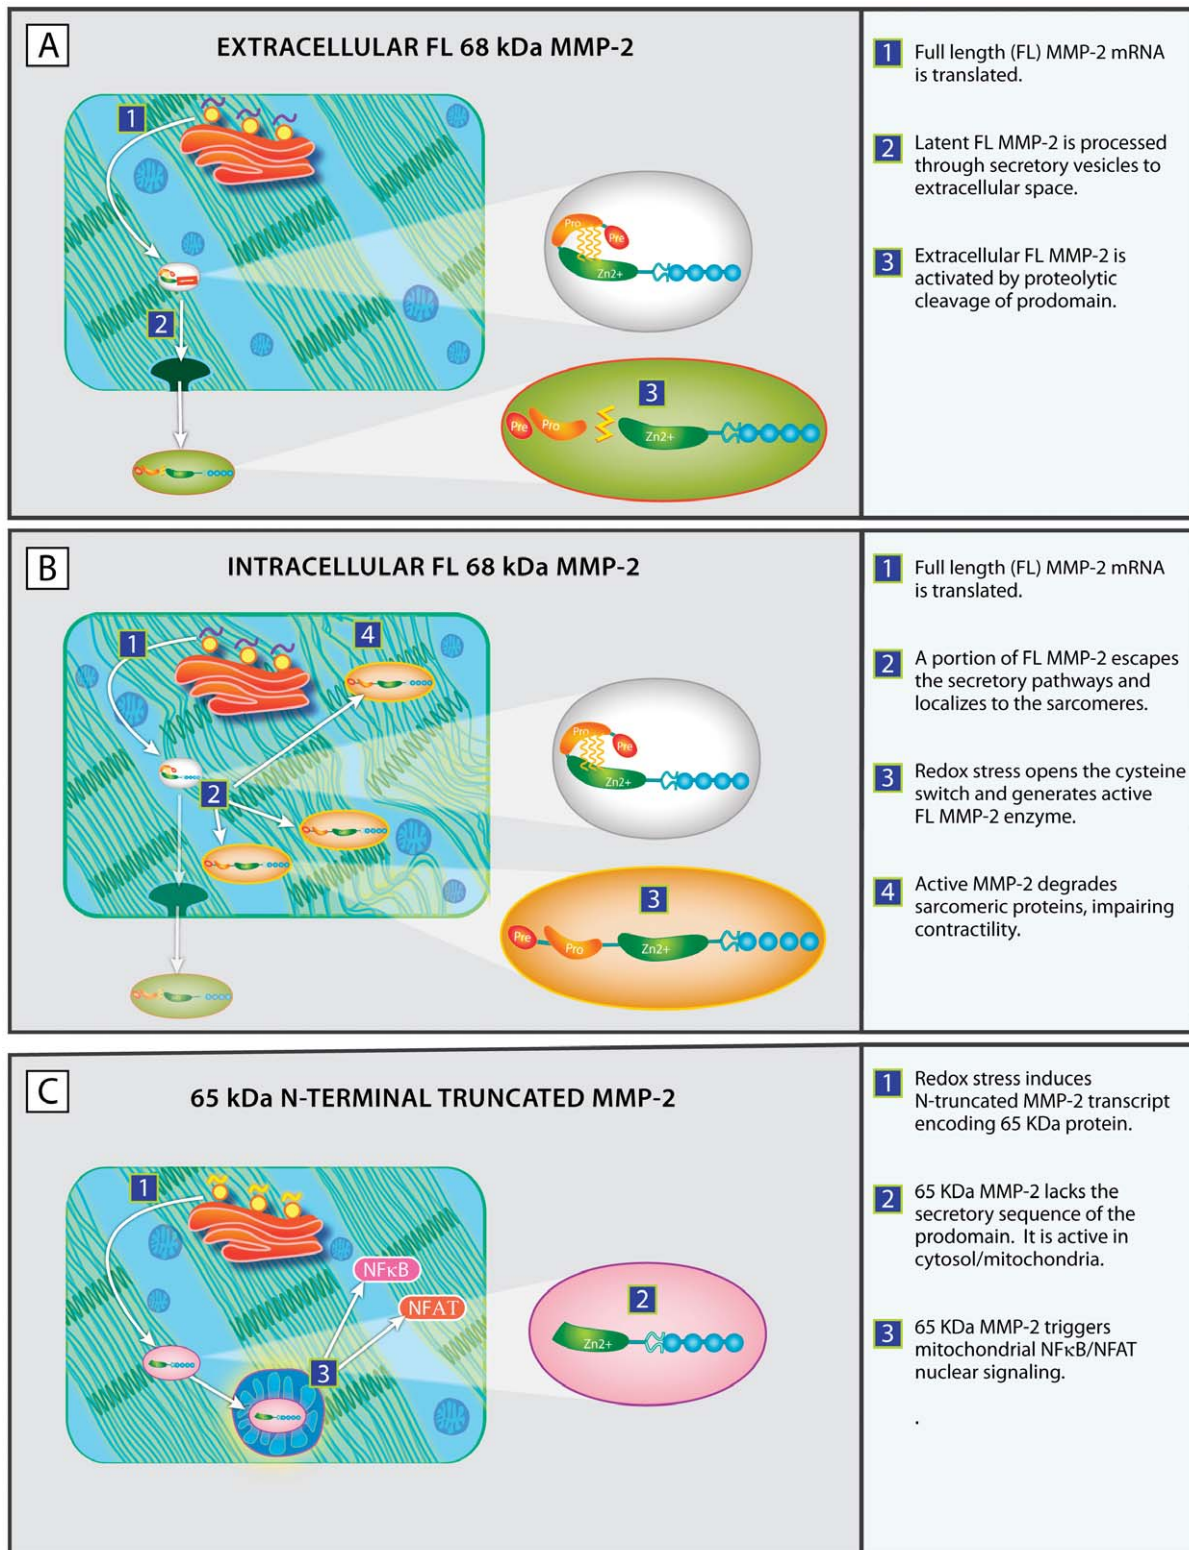 A
EXTRACELLULAR FL 68 kDa MMP-2
1
2
Pro
Pre
Zn2+
3
Pre
Pro
Zn2+
1 Full length (FL) MMP-2 mRNA
is translated.
2 Latent FL MMP-2 is processed
through secretory vesicles to
extracellular space.
3 Extracellular FL MMP-2 is
activated by proteolytic
cleavage of prodomain.
B
INTRACELLULAR FL 68 kDa MMP-2
1
4
2
Pro
Pre
Zn2+
3
Pre
Pro
Zn2+
1 Full length (FL) MMP-2 mRNA
is translated.
2 A portion of FL MMP-2 escapes
the secretory pathways and
localizes to the sarcomeres.
3 Redox stress opens the cysteine
switch and generates active
FL MMP-2 enzyme.
4 Active MMP-2 degrades
sarcomeric proteins, impairing
contractility.
C
65 kDa N-TERMINAL TRUNCATED MMP-2
1
NFκB
NFAT
3
2
Zn2+
1 Redox stress induces
N-truncated MMP-2 transcript
encoding 65 KDa protein.
2 65 KDa MMP-2 lacks the
secretory sequence of the
prodomain. It is active in
cytosol/mitochondria.
3 65 KDa MMP-2 triggers
mitochondrial NFκB/NFAT
nuclear signaling.
.